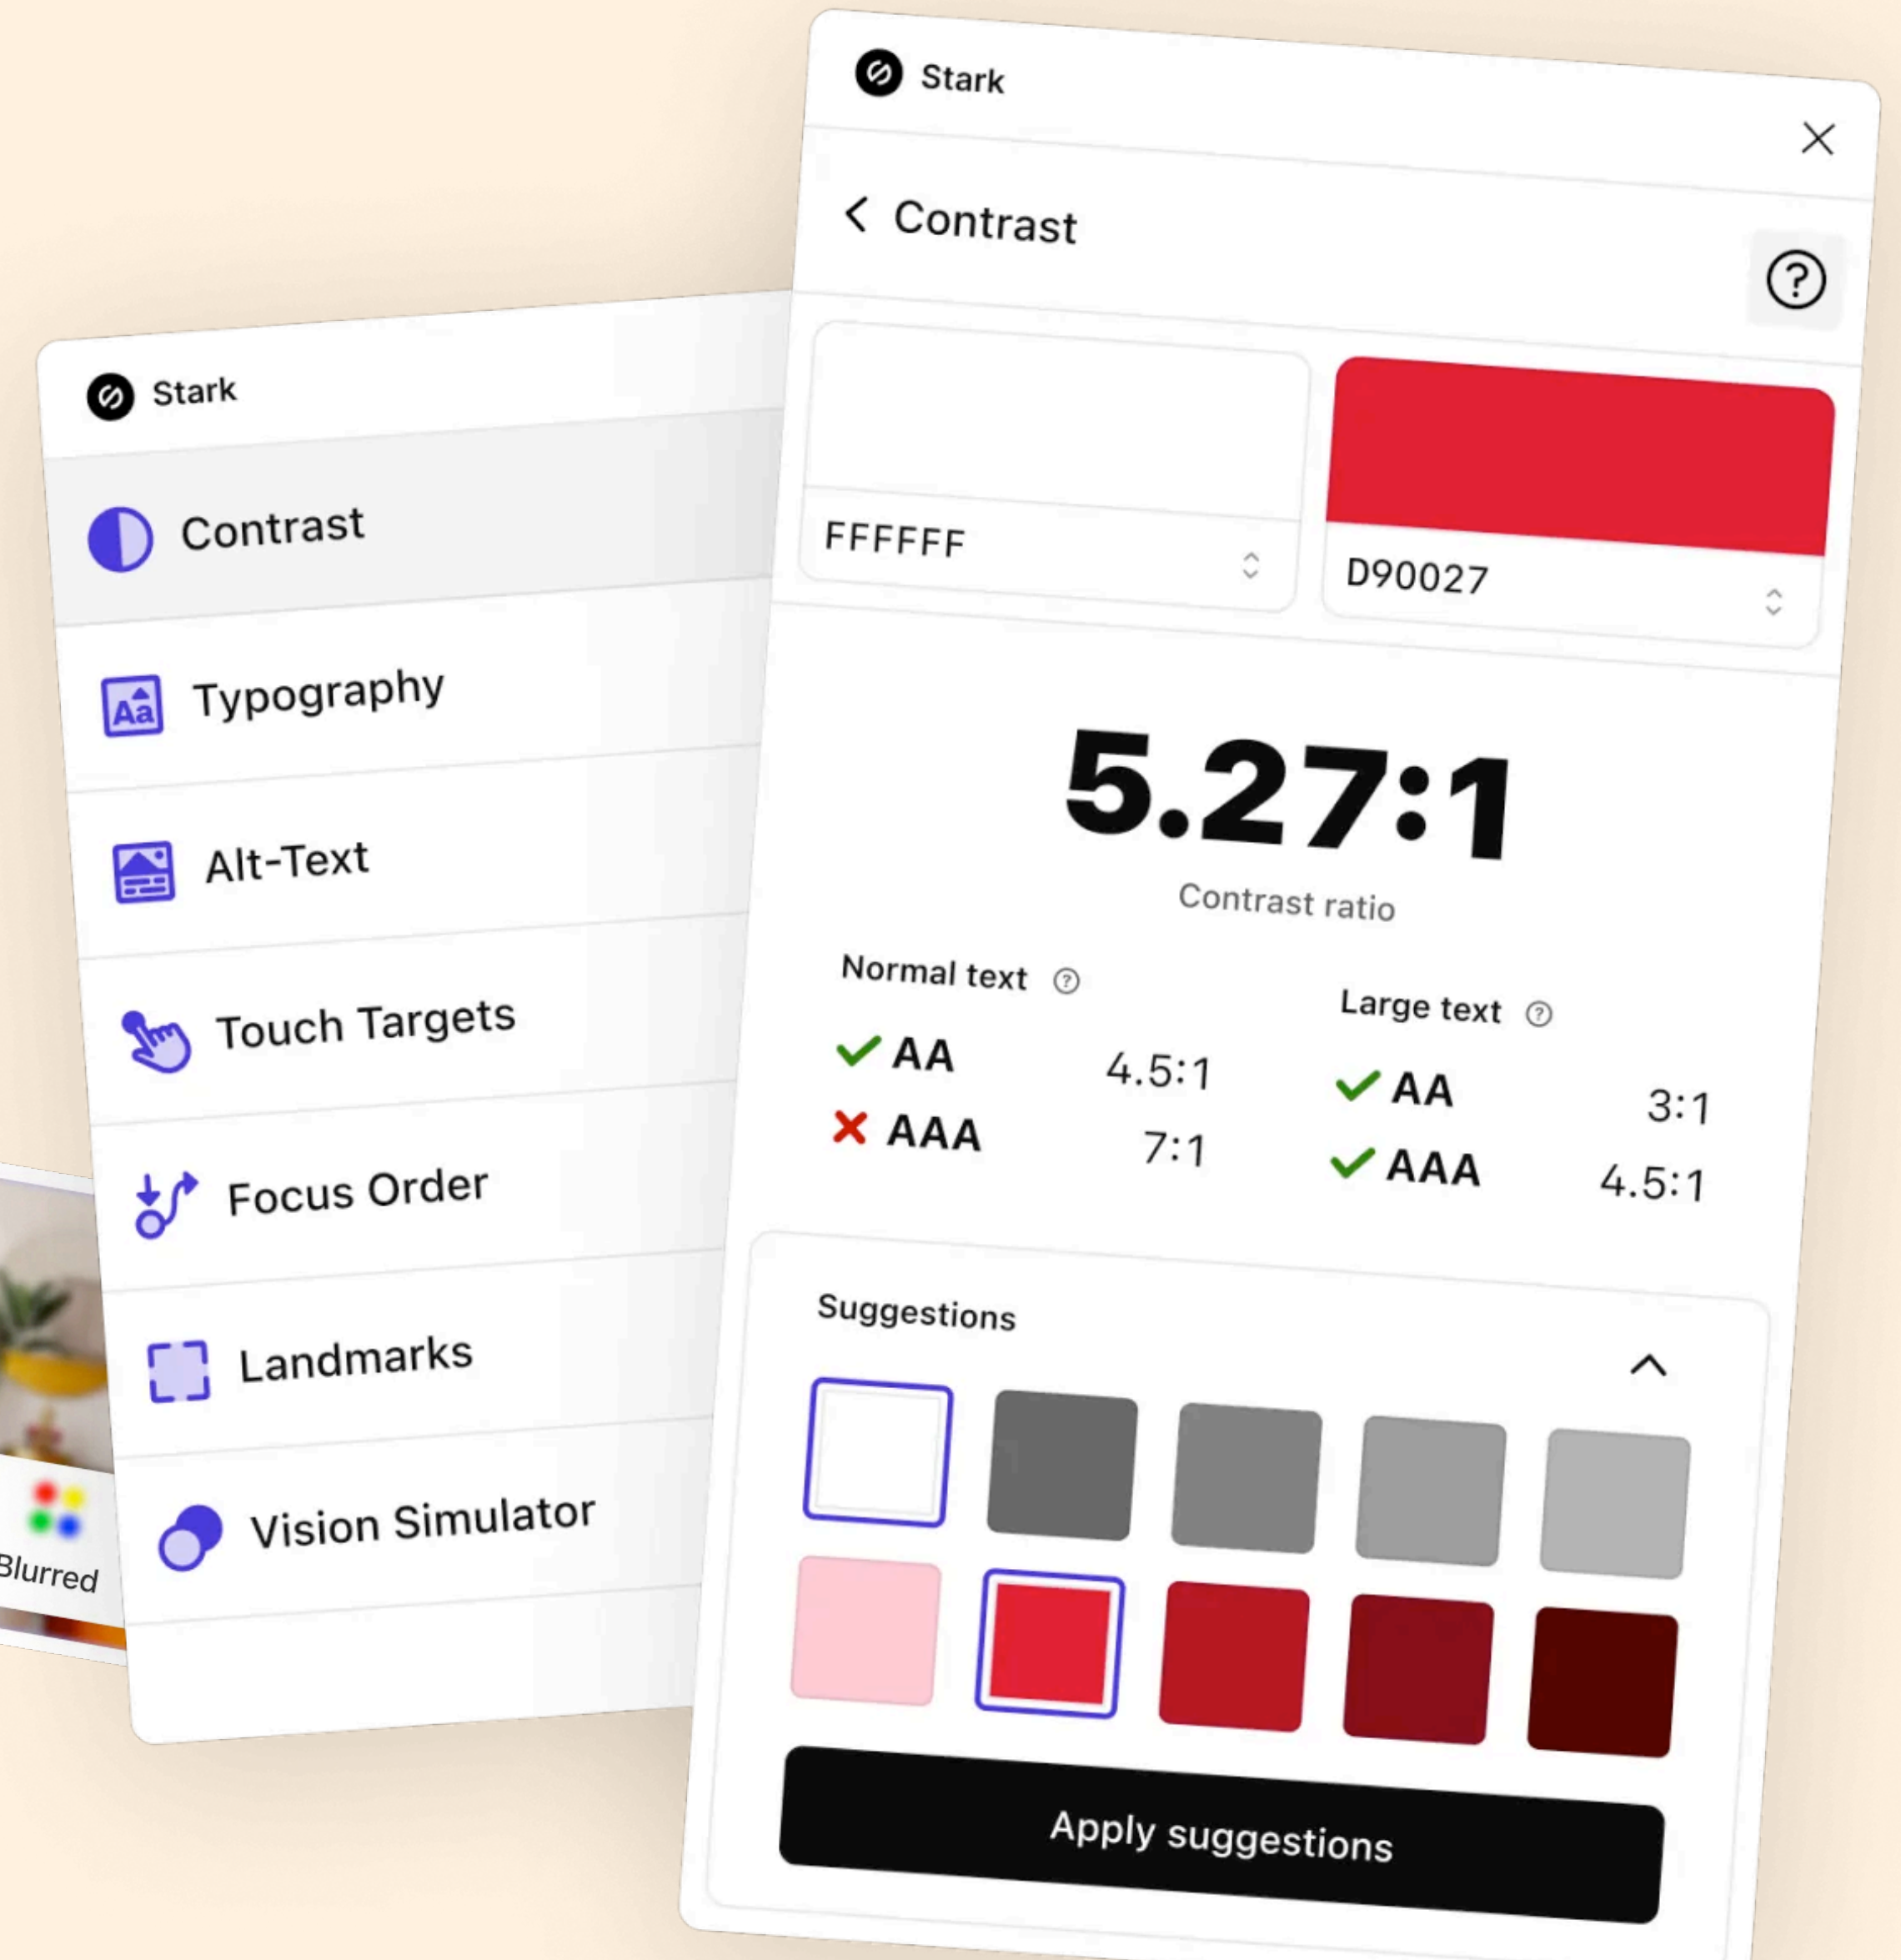 Stark
Contrast
Typography
Aa
Alt-Text
Touch Targets
Focus Order
Landmarks
Vision Simulator
Blurred
Stark
Contrast
?
FFFFFF
D90027
5.27:1
Contrast ratio
Normal text ?
AA 4.5:1
AAA 7:1
Large text ?
AA 3:1
AAA 4.5:1
Suggestions
Apply suggestions